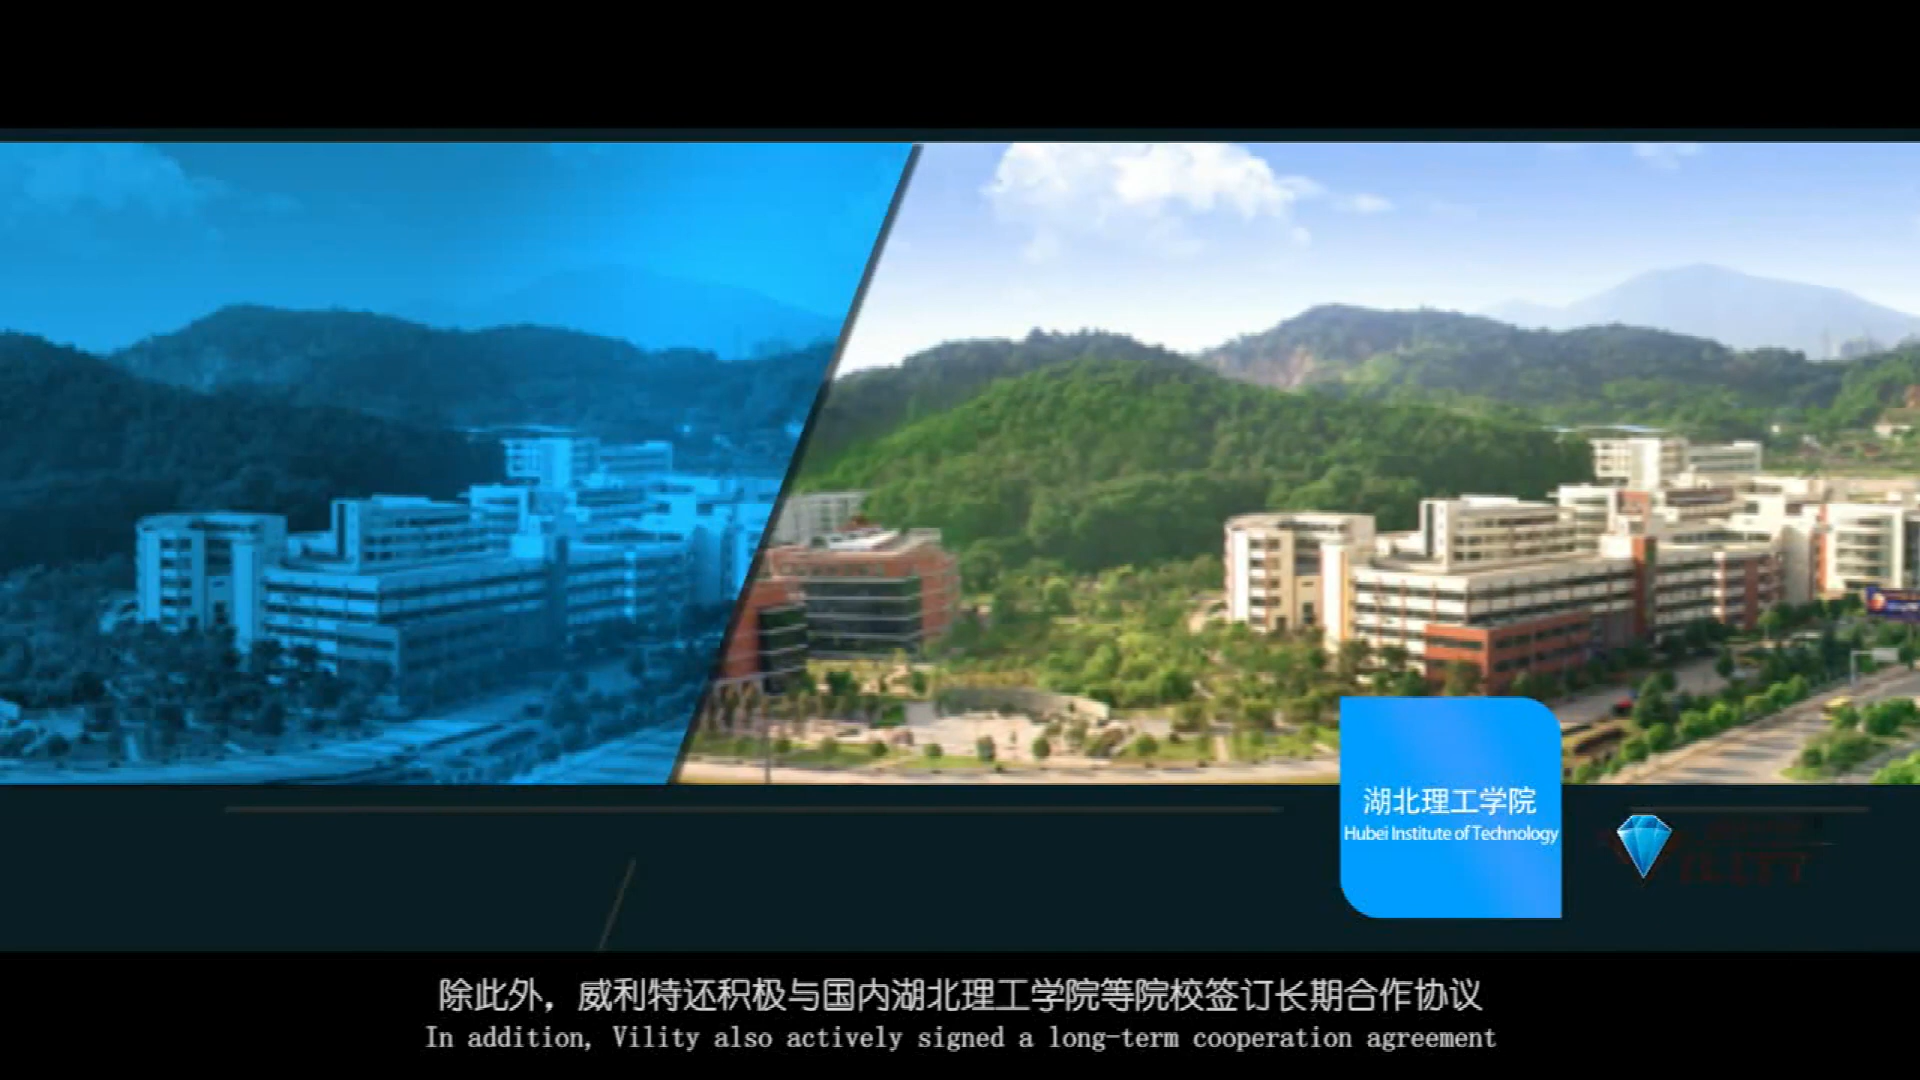 湖北理工学院
Hubei Institute of Technology
除此外，威利特还积极与国内湖北理工学院等院校签订长期合作协议
In addition, Vility also actively signed a long-term cooperation agreement